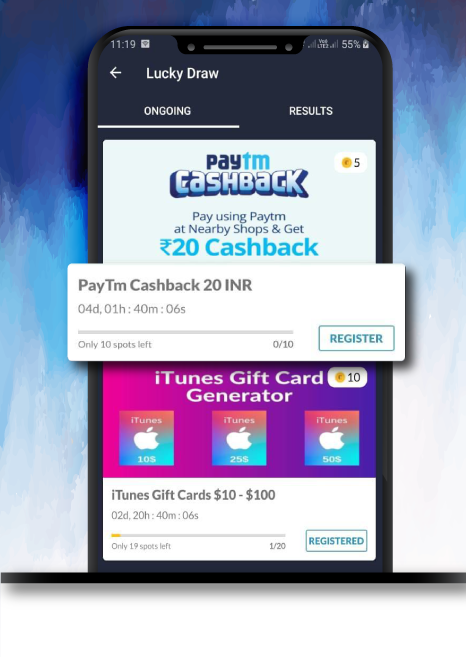 11:19
55%
Lucky Draw
ONGOING
RESULTS
paytm
5
CASHBACK
Pay using Paytm
at Nearby Shops & Get
₹20 Cashback
PayTm Cashback 20 INR
04d, 01h : 40m : 06s
Only 10 spots left
0/10
REGISTER
iTunes Gift Card
10
Generator
iTunes
iTunes
iTunes
10$
25$
50$
iTunes Gift Cards $10 - $100
02d, 20h : 40m : 06s
Only 19 spots left
1/20
REGISTERED